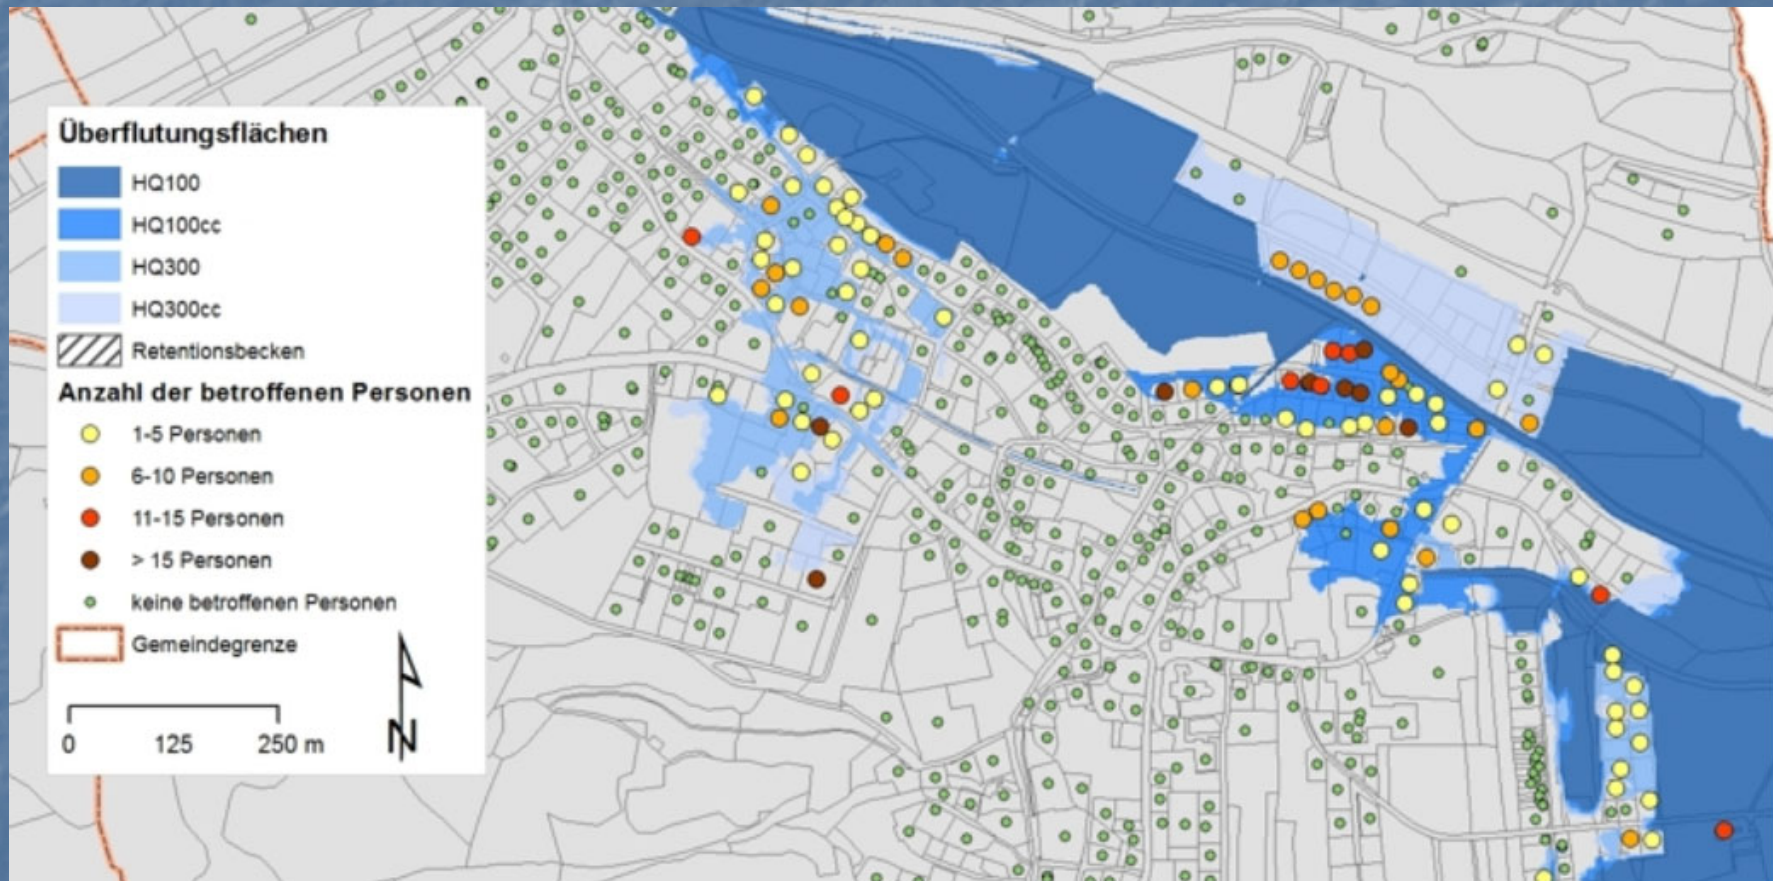 Überflutungsflächen
HQ100
HQ100cc
HQ300
HQ300cc
Retentionsbecken
Anzahl der betroffenen Personen
1-5 Personen
6-10 Personen
11-15 Personen
> 15 Personen
keine betroffenen Personen
Gemeindegrenze
0 125 250 m
N